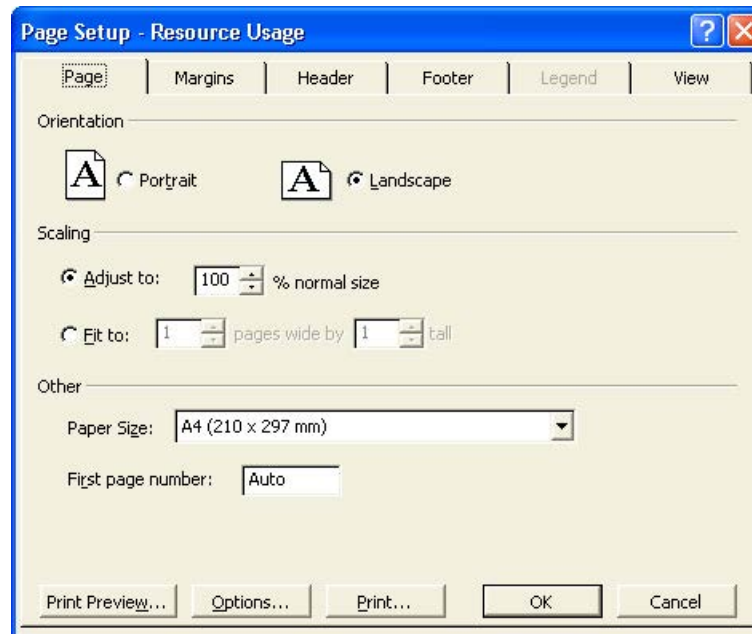 Page Setup - Resource Usage
Page Margins Header Footer Legend View
Orientation
A Portrait A Landscape
Scaling
Adjust to: 100 % normal size
Fit to: 1 pages wide by 1 tall
Other
Paper Size: A4 (210 x 297 mm)
First page number: Auto
Print Preview... Options... Print... OK Cancel